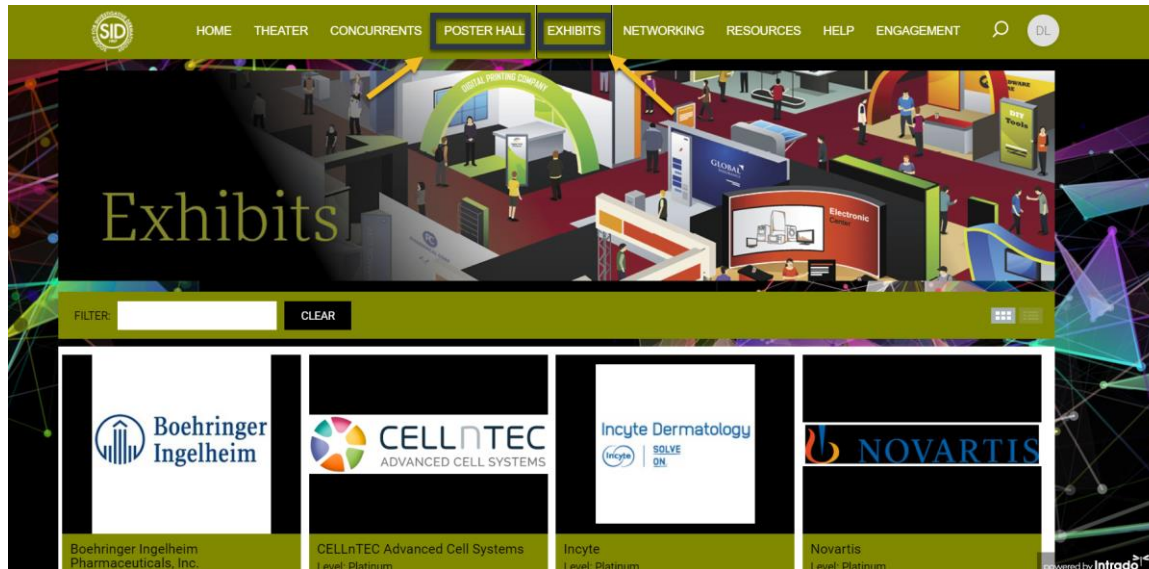 SID
HOME THEATER CONCURRENTS POSTER HALL EXHIBITS NETWORKING RESOURCES HELP ENGAGEMENT DL
DIGITAL PRINTING COMPANY
DIY
Tools
GLOBAL
Electronic
Center
Exhibits
FILTER: CLEAR
Boehringer
Ingelheim
CELLNTEC
ADVANCED CELL SYSTEMS
Incyte Dermatology
Incyte SOLVE
ON.
NOVARTIS
Boehringer Ingelheim
Pharmaceuticals, Inc.
CELLnTEC Advanced Cell Systems
Level: Platinum
Incyte
Level: Platinum
Novartis
Level: Platinum
powered by Intrado